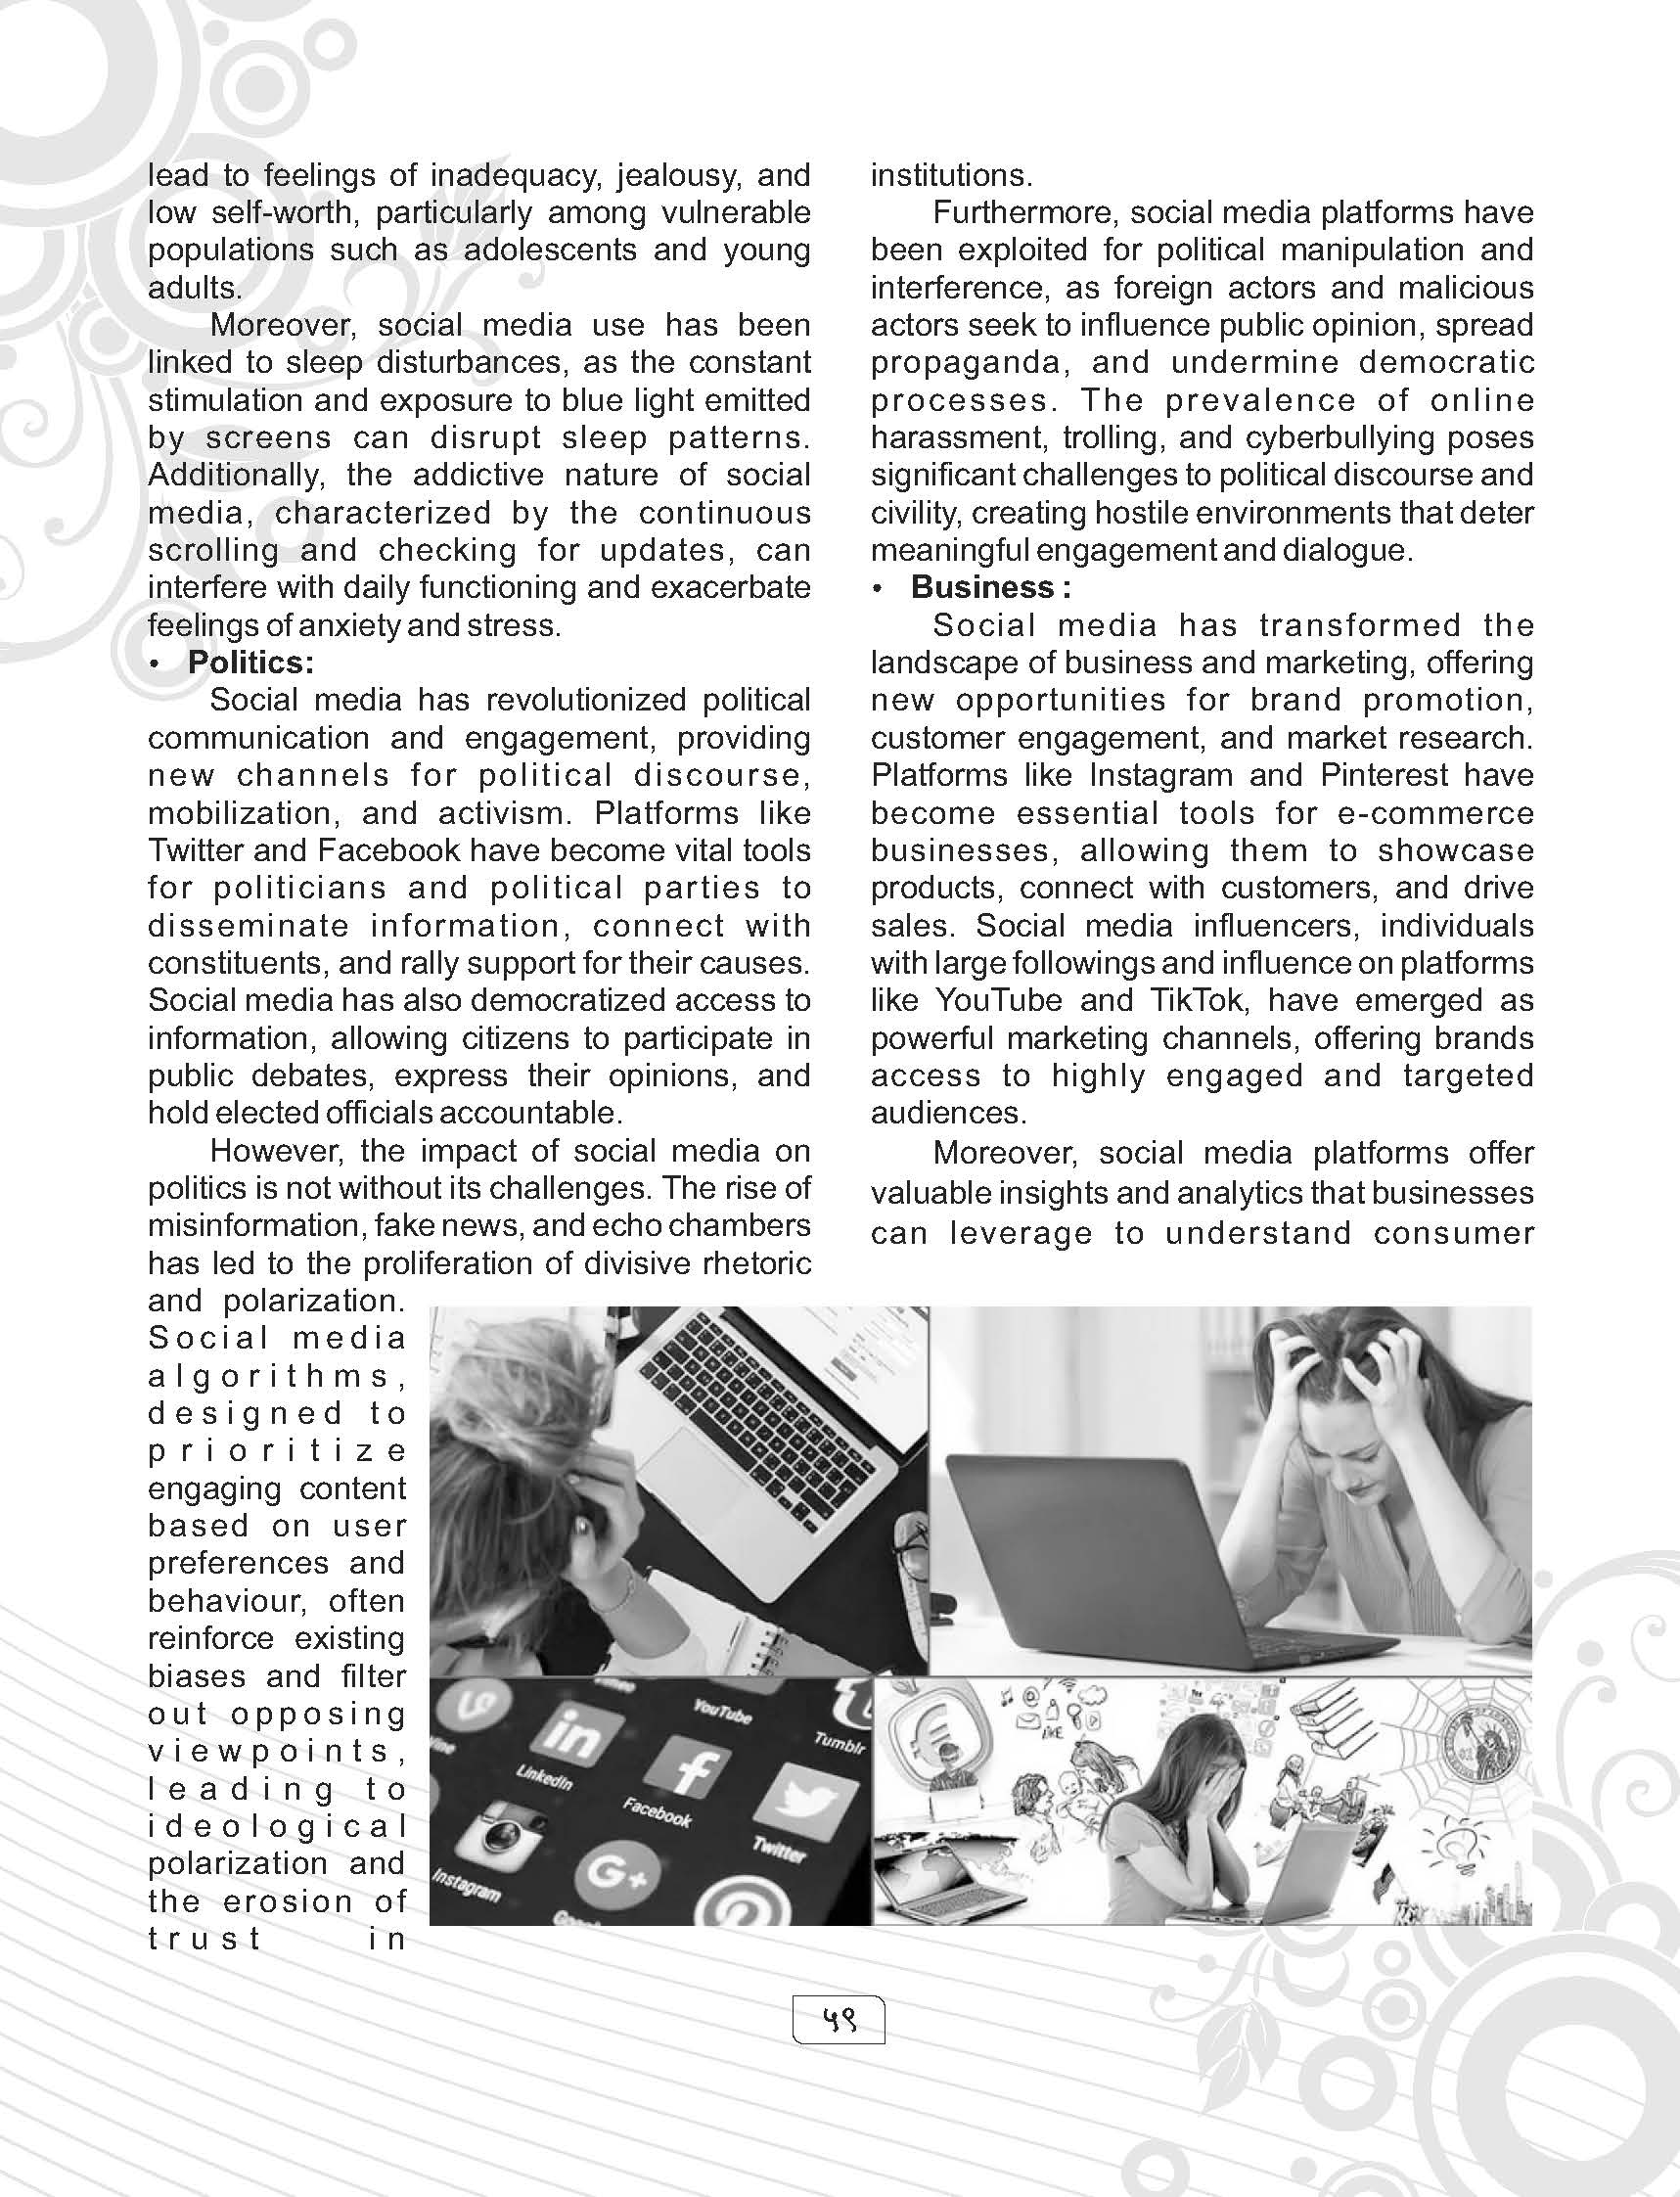 lead to feelings of inadequacy, jealousy, and
low self-worth, particularly among vulnerable
populations such as adolescents and young
adults.
Moreover, social media use has been
linked to sleep disturbances, as the constant
stimulation and exposure to blue light emitted
by screens can disrupt sleep patterns.
Additionally, the addictive nature of social
media, characterized by the continuous
scrolling and checking for updates, can
interfere with daily functioning and exacerbate
feelings of anxiety and stress.
• Politics:
Social media has revolutionized political
communication and engagement, providing
new channels for political discourse,
mobilization, and activism. Platforms like
Twitter and Facebook have become vital tools
for politicians and political parties to
disseminate information, connect with
constituents, and rally support for their causes.
Social media has also democratized access to
information, allowing citizens to participate in
public debates, express their opinions, and
hold elected officials accountable.
However, the impact of social media on
politics is not without its challenges. The rise of
misinformation, fake news, and echo chambers
has led to the proliferation of divisive rhetoric
and polarization.
Social media
algorithms,
designed to
prioritize
engaging content
based on user
preferences and
behaviour, often
reinforce existing
biases and filter
out opposing
viewpoints,
leading to
ideological
polarization and
the erosion of
trust in
institutions.
Furthermore, social media platforms have
been exploited for political manipulation and
interference, as foreign actors and malicious
actors seek to influence public opinion, spread
propaganda, and undermine democratic
processes. The prevalence of online
harassment, trolling, and cyberbullying poses
significant challenges to political discourse and
civility, creating hostile environments that deter
meaningful engagement and dialogue.
• Business :
Social media has transformed the
landscape of business and marketing, offering
new opportunities for brand promotion,
customer engagement, and market research.
Platforms like Instagram and Pinterest have
become essential tools for e-commerce
businesses, allowing them to showcase
products, connect with customers, and drive
sales. Social media influencers, individuals
with large followings and influence on platforms
like YouTube and TikTok, have emerged as
powerful marketing channels, offering brands
access to highly engaged and targeted
audiences.
Moreover, social media platforms offer
valuable insights and analytics that businesses
can leverage to understand consumer
YouTube
Tumblr
in
LinkedIn
f
Facebook
Twitter
Instagram
G+
LIKE
५९